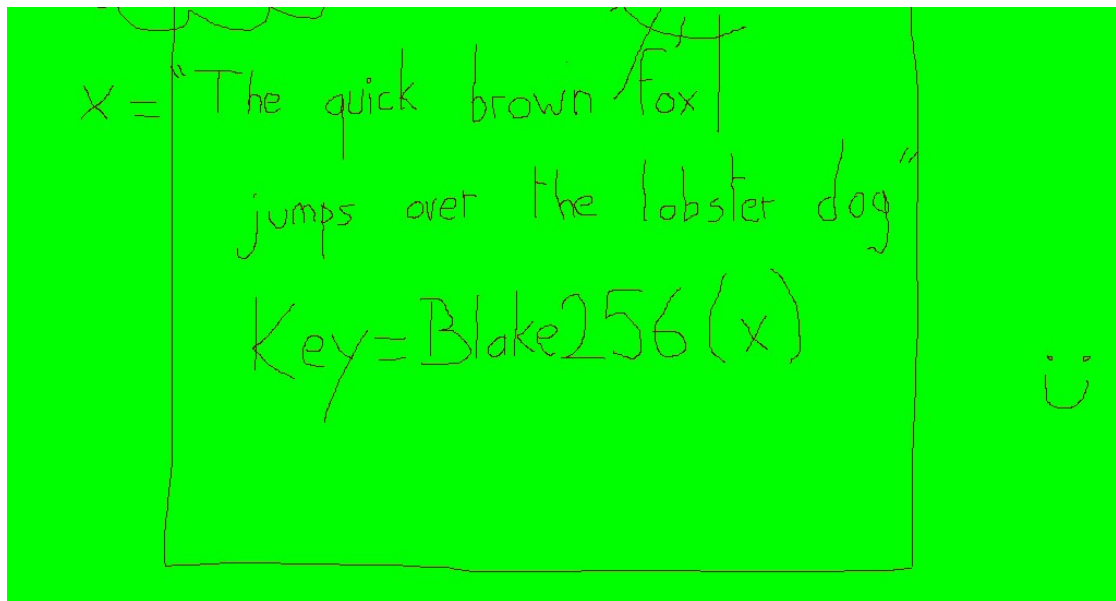 x = "The quick brown fox
jumps over the lobster dog"
Key=Blake256(x)